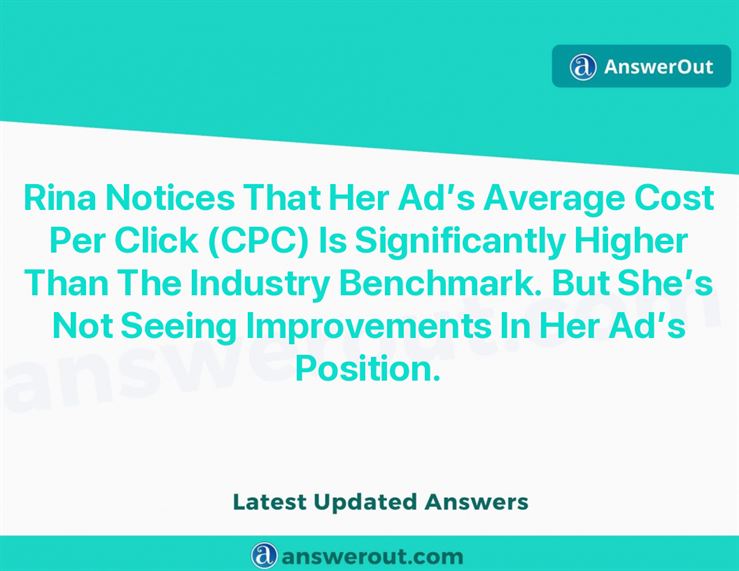 AnswerOut
Rina Notices That Her Ad's Average Cost
Per Click (CPC) Is Significantly Higher
Than The Industry Benchmark. But She's
Not Seeing Improvements In Her Ad's
Position.
answerout.com
Latest Updated Answers
answerout.com